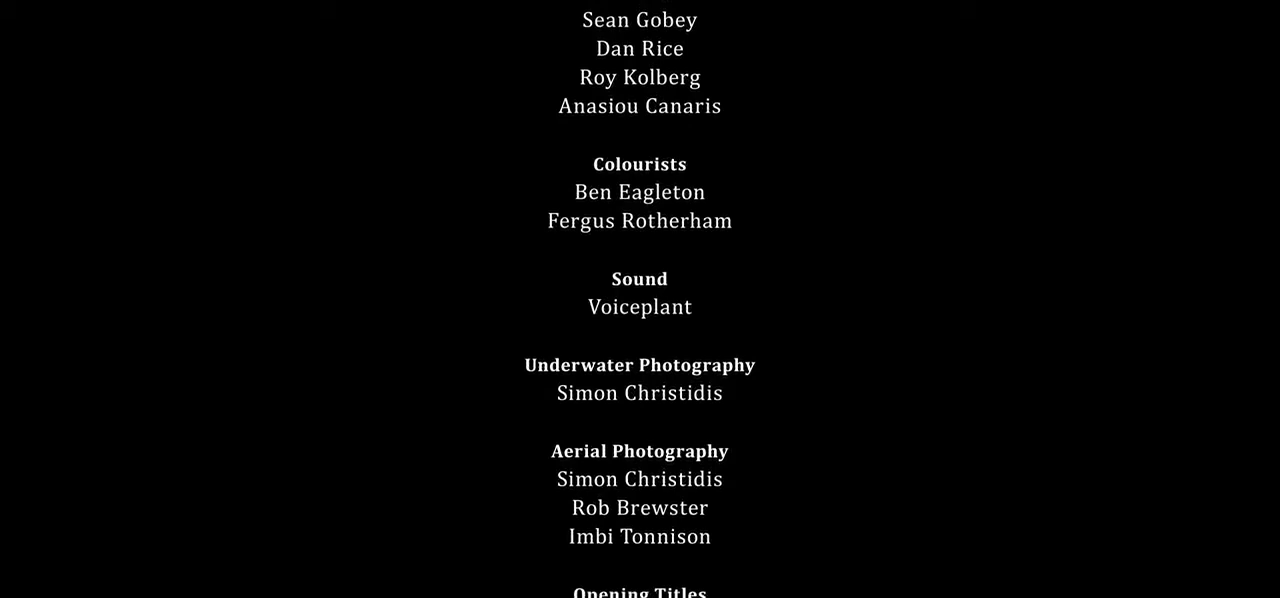 Sean Gobey
Dan Rice
Roy Kolberg
Anasiou Canaris
Colourists
Ben Eagleton
Fergus Rotherham
Sound
Voiceplant
Underwater Photography
Simon Christidis
Aerial Photography
Simon Christidis
Rob Brewster
Imbi Tonnison
Opening Titles